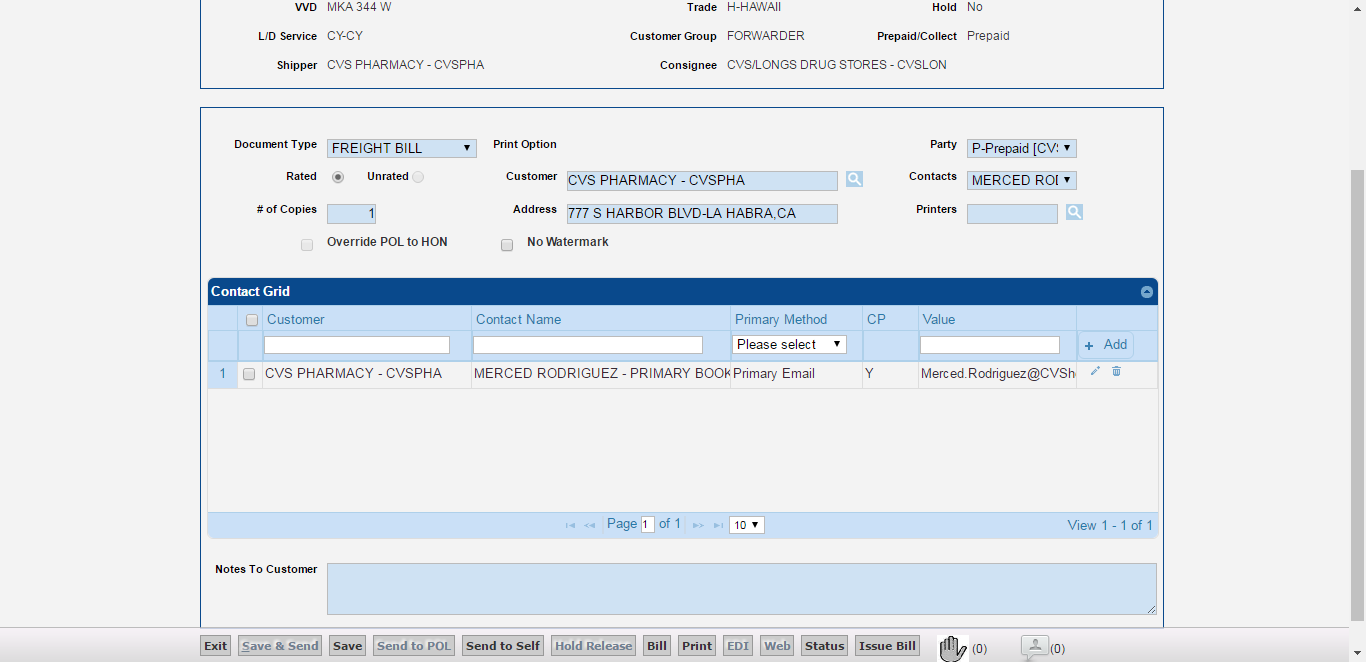 VVD MKA 344 W Trade H-HAWAII Hold No
L/D Service CY-CY Customer Group FORWARDER Prepaid/Collect Prepaid
Shipper CVS PHARMACY - CVSPHA Consignee CVS/LONGS DRUG STORES - CVSLON
Document Type FREIGHT BILL Print Option Party P-Prepaid [CV
Rated Unrated Customer CVS PHARMACY - CVSPHA Contacts MERCED
# of Copies 1 Address 777 S HARBOR BLVD-LA HABRA,CA Printers
Override POL to HON No Watermark
Contact Grid
Customer Contact Name Primary Method CP Value
Please select + Add
1 CVS PHARMACY - CVSPHA MERCED RODRIGUEZ - PRIMARY BOOK Primary Email Y Merced.Rodriguez@CVSh
Page 1 of 1 10 View 1 - 1 of 1
Notes To Customer
Exit Save & Send Save Send to POL Send to Self Hold Release Bill Print EDI Web Status Issue Bill (0) (0)